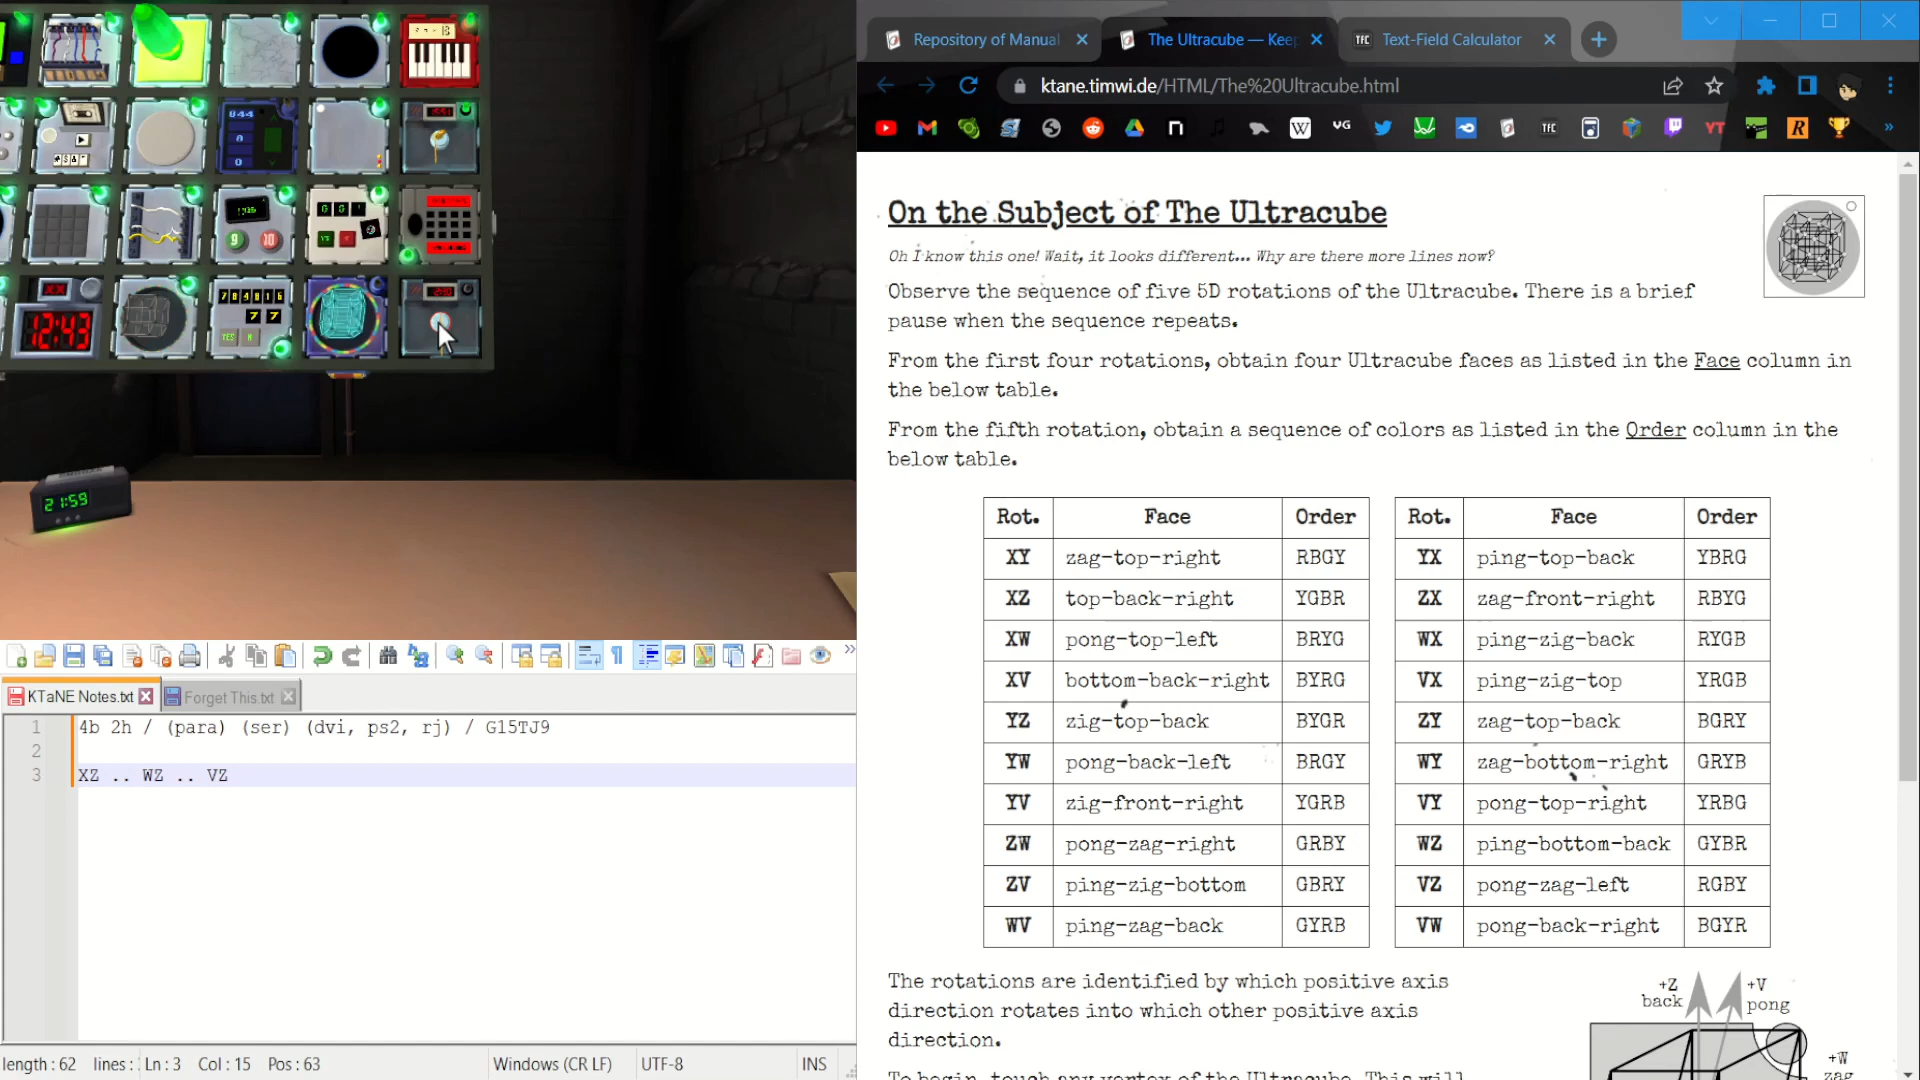 Repository of Manual
The Ultracube — Keep
TFC
Text-Field Calculator
ktane.timwi.de/HTML/The%20Ultracube.html
On the Subject of The Ultracube
Oh I know this one! Wait, it looks different... Why are there more lines now?
Observe the sequence of five 5D rotations of the Ultracube. There is a brief
pause when the sequence repeats.
From the first four rotations, obtain four Ultracube faces as listed in the Face column in
the below table.
From the fifth rotation, obtain a sequence of colors as listed in the Order column in the
below table.
Rot. Face Order
XY zag-top-right RBGY
XZ top-back-right YGBR
XW pong-top-left BRYG
XV bottom-back-right BYRG
YZ zig-top-back BYGR
YW pong-back-left BRGY
YV zig-front-right YGRB
ZW pong-zag-right GRBY
ZV ping-zig-bottom GBRY
WV ping-zag-back GYRB
Rot. Face Order
YX ping-top-back YBRG
ZX zag-front-right RBYG
WX ping-zig-back RYGB
VX ping-zig-top YRGB
ZY zag-top-back BGRY
WY zag-bottom-right GRYB
VY pong-top-right YRBG
WZ ping-bottom-back GYBR
VZ pong-zag-left RGBY
VW pong-back-right BGYR
The rotations are identified by which positive axis
direction rotates into which other positive axis
direction.
+Z
back
+V
pong
+W
zag
To begin, touch any vertex of the Ultracube. This will
12:43
21:59
KTaNE Notes.txt
Forget This.txt
1 4b 2h / (para) (ser) (dvi, ps2, rj) / G15TJ9
2
3 XZ .. WZ .. VZ
length : 62 lines : Ln : 3 Col : 15 Pos : 63 Windows (CR LF) UTF-8 INS